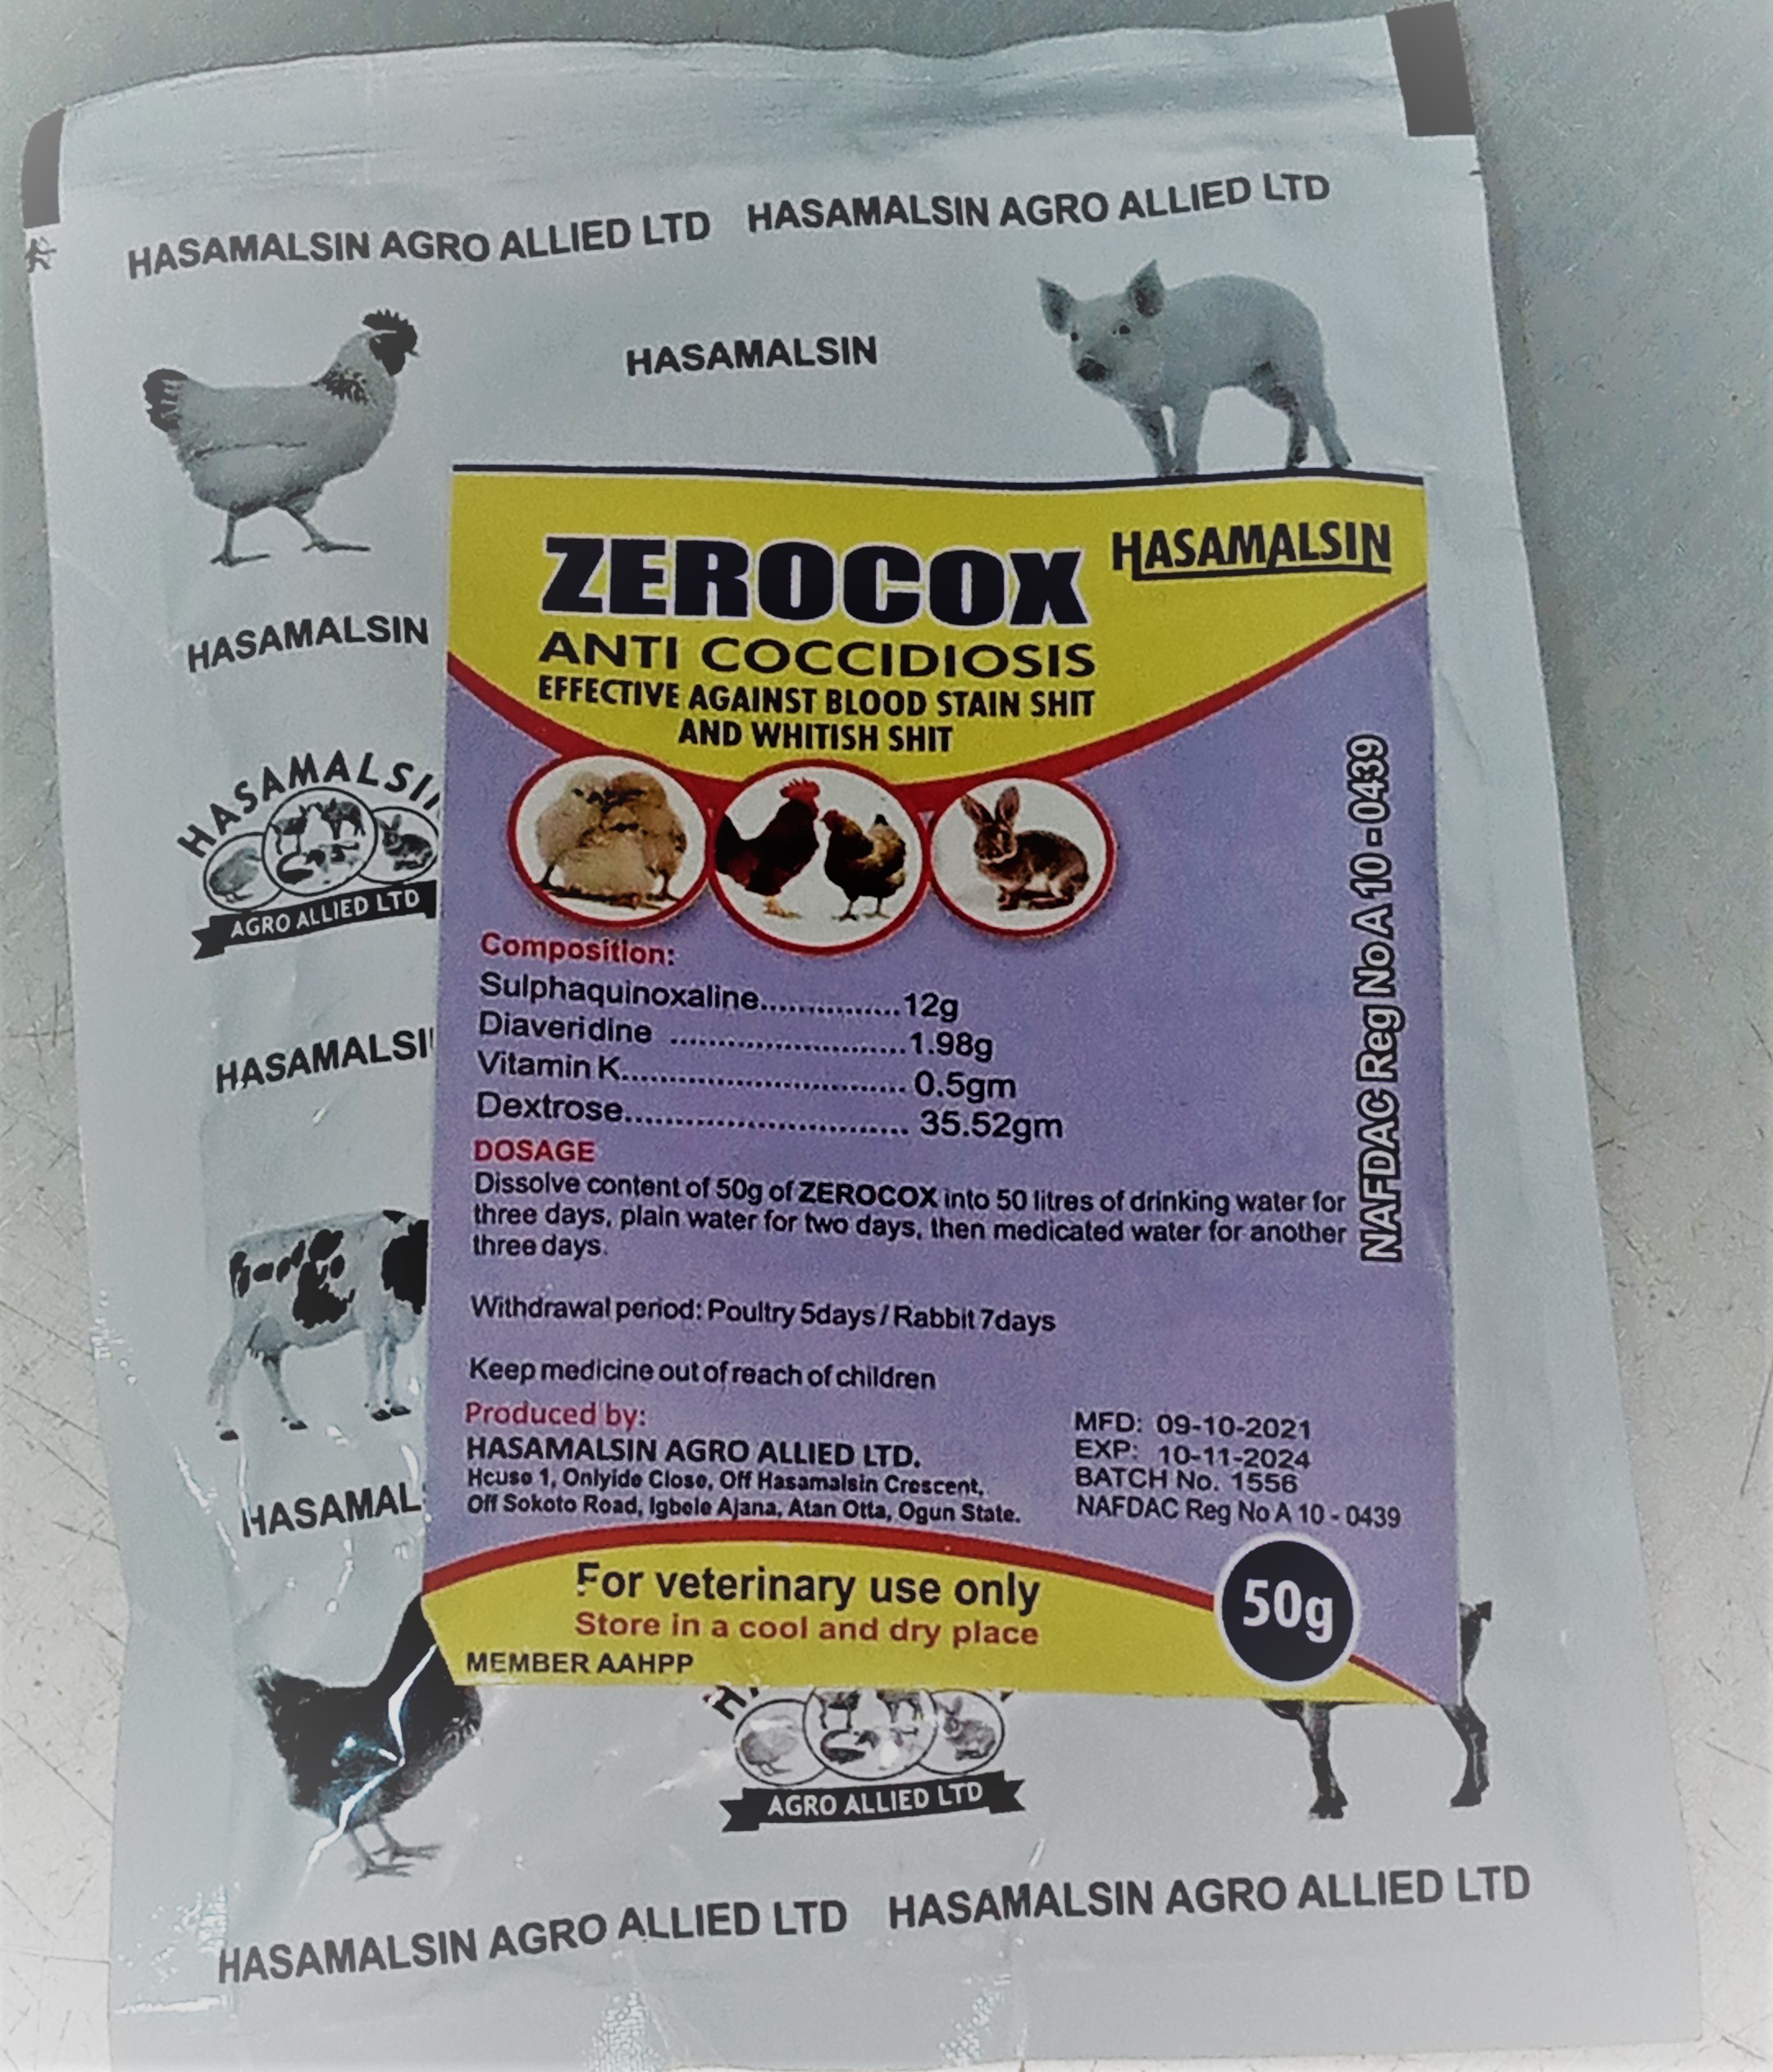 HASAMALSIN AGRO ALLIED LTD HASAMALSIN AGRO ALLIED LTD
HASAMALSIN
ZEROCOX
HASAMALSIN
ANTI COCCIDIOSIS
EFFECTIVE AGAINST BLOOD STAIN SHIT
AND WHITISH SHIT
HASAMALSIN
HASAMALSI
AGRO ALLIED LTD
NAFDAC Reg No A 10 - 0439
Composition:
Sulphaquinoxaline...............12g
Diaveridine .........................1.98g
Vitamin K.............................. 0.5gm
Dextrose.............................. 35.52gm
HASAMALSI
DOSAGE
Dissolve content of 50g of ZEROCOX into 50 litres of drinking water for
three days, plain water for two days, then medicated water for another
three days.
Withdrawal period: Poultry 5days / Rabbit 7days
Keep medicine out of reach of children
Produced by:
HASAMALSIN AGRO ALLIED LTD.
Hcuse 1, Onlyide Close, Off Hasamalsin Crescent,
Off Sokoto Road, Igbele Ajana, Atan Otta, Ogun State.
MFD: 09-10-2021
EXP: 10-11-2024
BATCH No. 1556
NAFDAC Reg No A 10 - 0439
HASAMAL
For veterinary use only
Store in a cool and dry place
MEMBER AAHPP
50g
AGRO ALLIED LTD
HASAMALSIN AGRO ALLIED LTD HASAMALSIN AGRO ALLIED LTD